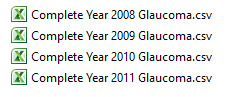 Complete Year 2008 Glaucoma.csv
Complete Year 2009 Glaucoma.csv
Complete Year 2010 Glaucoma.csv
Complete Year 2011 Glaucoma.csv